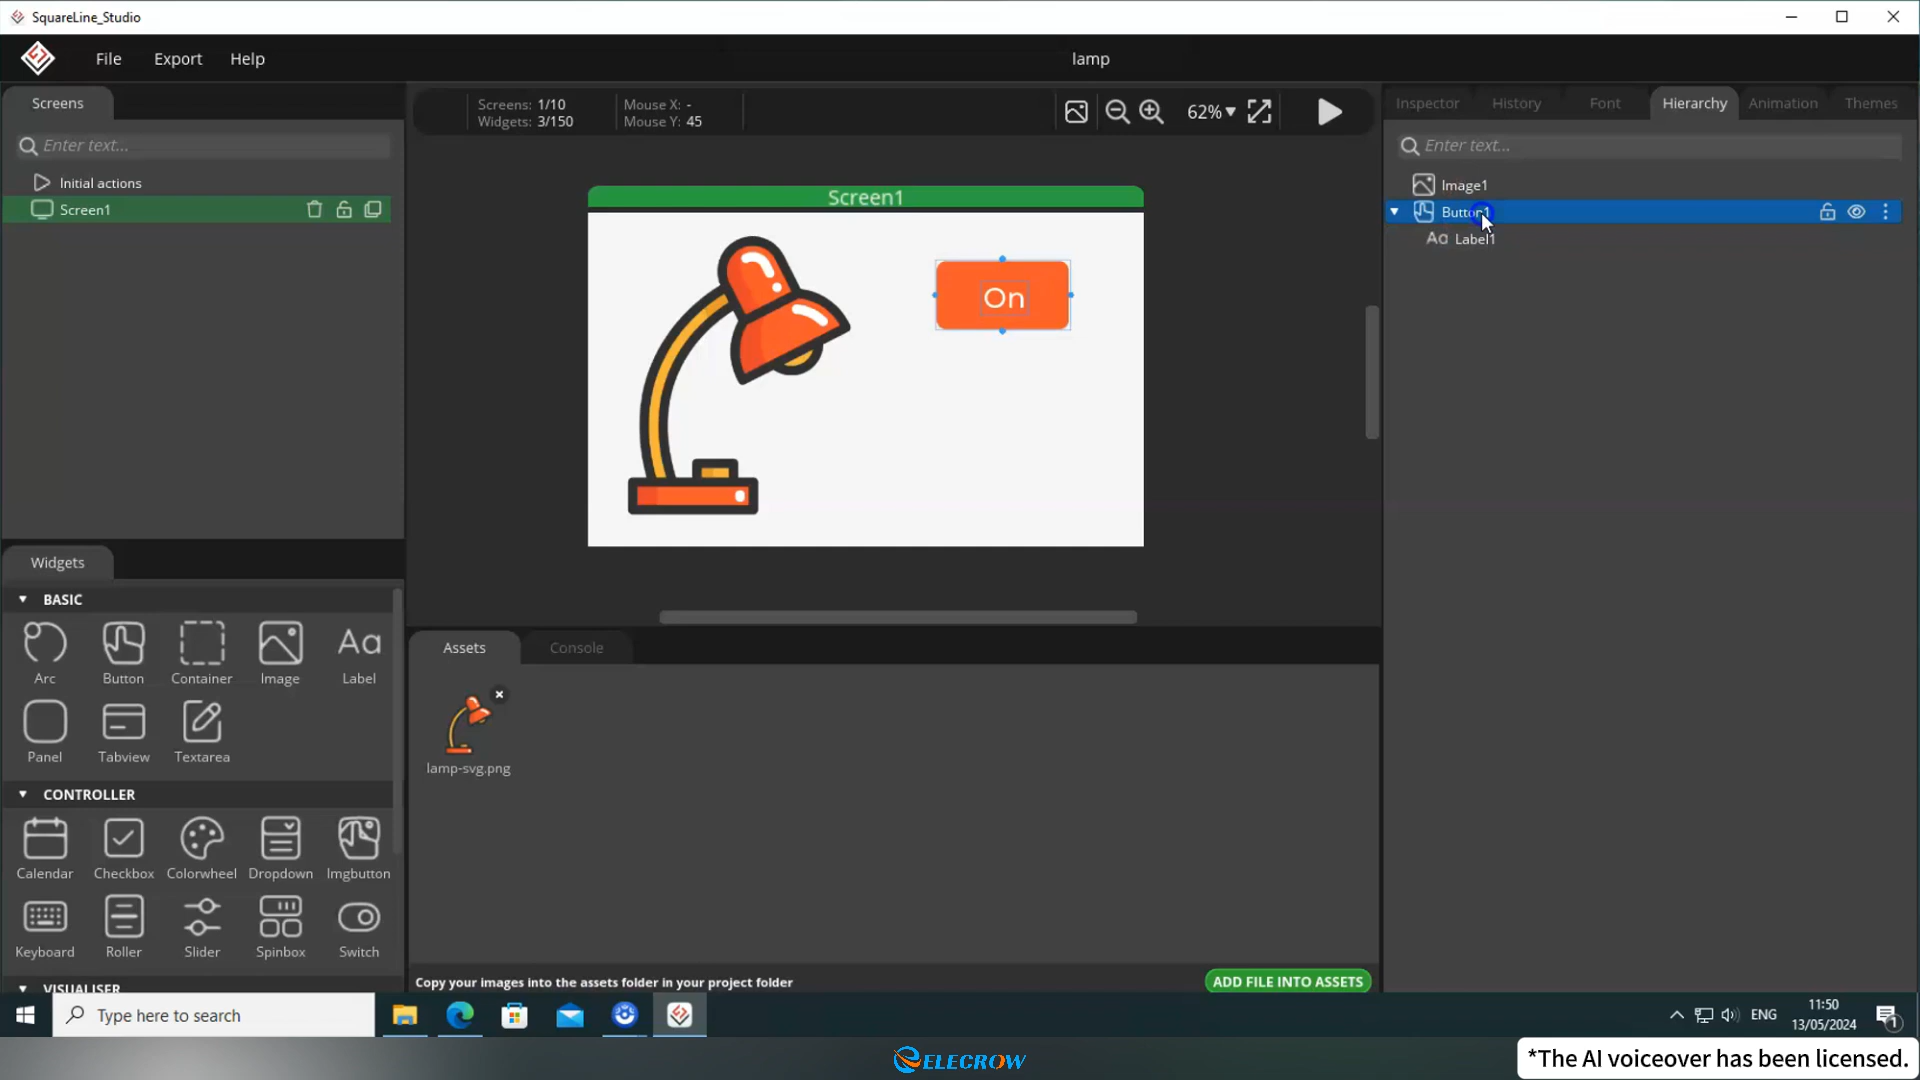 SquareLine_Studio
File
Export
Help
lamp
Screens
Enter text...
Initial actions
Screen1
Screens: 1/10
Widgets: 3/150
Mouse X: -
Mouse Y: 45
62%
Screen1
On
Inspector
History
Font
Hierarchy
Animation
Themes
Enter text...
Image1
Button1
Aa Label1
Widgets
BASIC
Arc
Button
Container
Image
Aa
Label
Panel
Tabview
Textarea
CONTROLLER
Calendar
Checkbox
Colorwheel
Dropdown
Imgbutton
Keyboard
Roller
Slider
Spinbox
Switch
VISUALISER
Assets
Console
lamp-svg.png
Copy your images into the assets folder in your project folder
ADD FILE INTO ASSETS
Type here to search
ENG
11:50
13/05/2024
1
ELECROW
*The AI voiceover has been licensed.